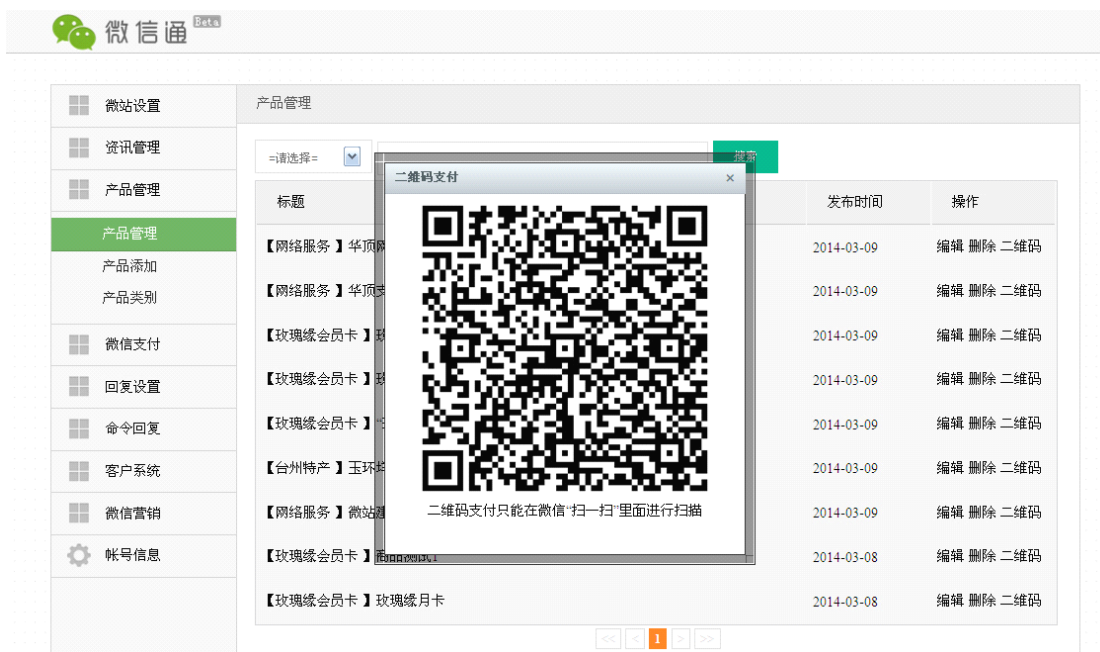 微信通 Beta
微站设置
资讯管理
产品管理
产品管理
产品添加
产品类别
微信支付
回复设置
命令回复
客户系统
微信营销
帐号信息
产品管理
=请选择=
搜索
标题 发布时间 操作
【网络服务 】华顶 2014-03-09 编辑 删除 二维码
【网络服务 】华顶 2014-03-09 编辑 删除 二维码
【玫瑰缘会员卡 】 2014-03-09 编辑 删除 二维码
【玫瑰缘会员卡 】 2014-03-09 编辑 删除 二维码
【玫瑰缘会员卡 】 2014-03-09 编辑 删除 二维码
【台州特产 】玉环 2014-03-09 编辑 删除 二维码
【网络服务 】微站建 2014-03-09 编辑 删除 二维码
【玫瑰缘会员卡 】商品测试1 2014-03-08 编辑 删除 二维码
【玫瑰缘会员卡 】玫瑰缘月卡 2014-03-08 编辑 删除 二维码
<< < 1 > >>
二维码支付 ×
二维码支付只能在微信“扫一扫”里面进行扫描